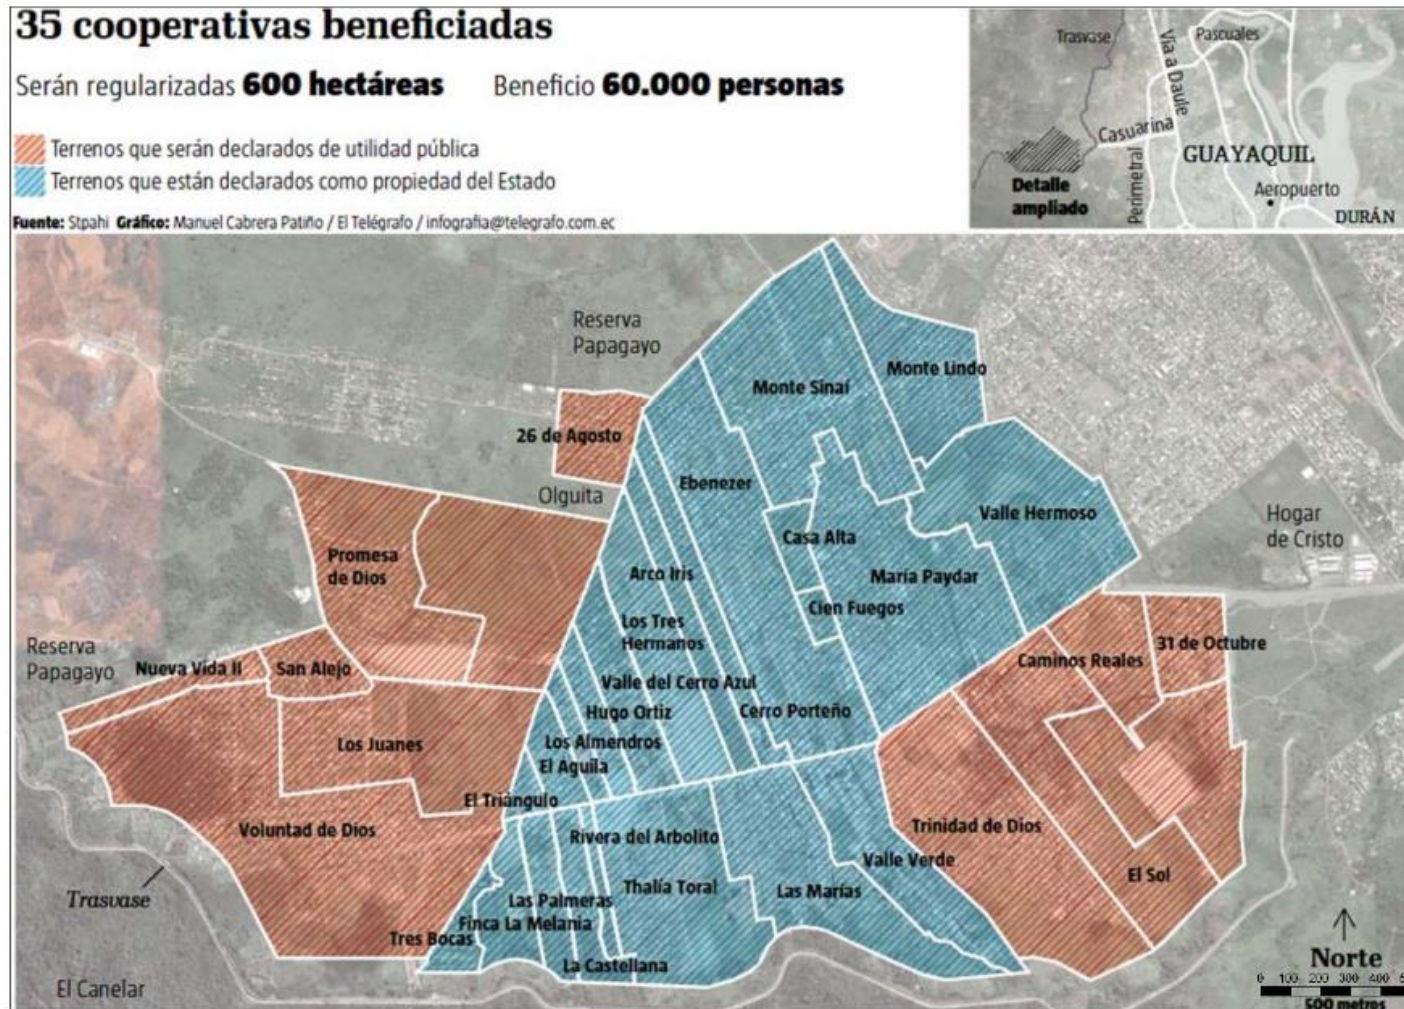 35 cooperativas beneficiadas
Serán regularizadas 600 hectáreas
Beneficio 60.000 personas
Terrenos que serán declarados de utilidad pública
Terrenos que están declarados como propiedad del Estado
Fuente: Stpahi Gráfico: Manuel Cabrera Patiño / El Telégrafo / infografia@telegrafo.com.ec
Trasvase
Vía a Daule
Pascuales
Casuarina
GUAYAQUIL
Detalle
ampliado
Perimetral
Aeropuerto
DURÁN
Reserva
Papagayo
Monte Sinaí
Monte Lindo
26 de Agosto
Olguita
Ebenezer
Valle Hermoso
Hogar
de Cristo
Casa Alta
Promesa
de Dios
Arco Iris
María Paydar
Cien Fuegos
Los Tres
Hermanos
Reserva
Papagayo
Nueva Vida II
San Alejo
Caminos Reales
31 de Octubre
Valle del Cerro Azul
Hugo Ortiz
Cerro Porteño
Los Juanes
Los Almendros
El Aguila
El Triángulo
Voluntad de Dios
Rivera del Arbolito
Trinidad de Dios
Valle Verde
El Sol
Thalía Toral
Las Marías
Trasvase
Las Palmeras
Finca La Melania
Tres Bocas
La Castellana
El Canelar
Norte
0 100 200 300 400
500 metros